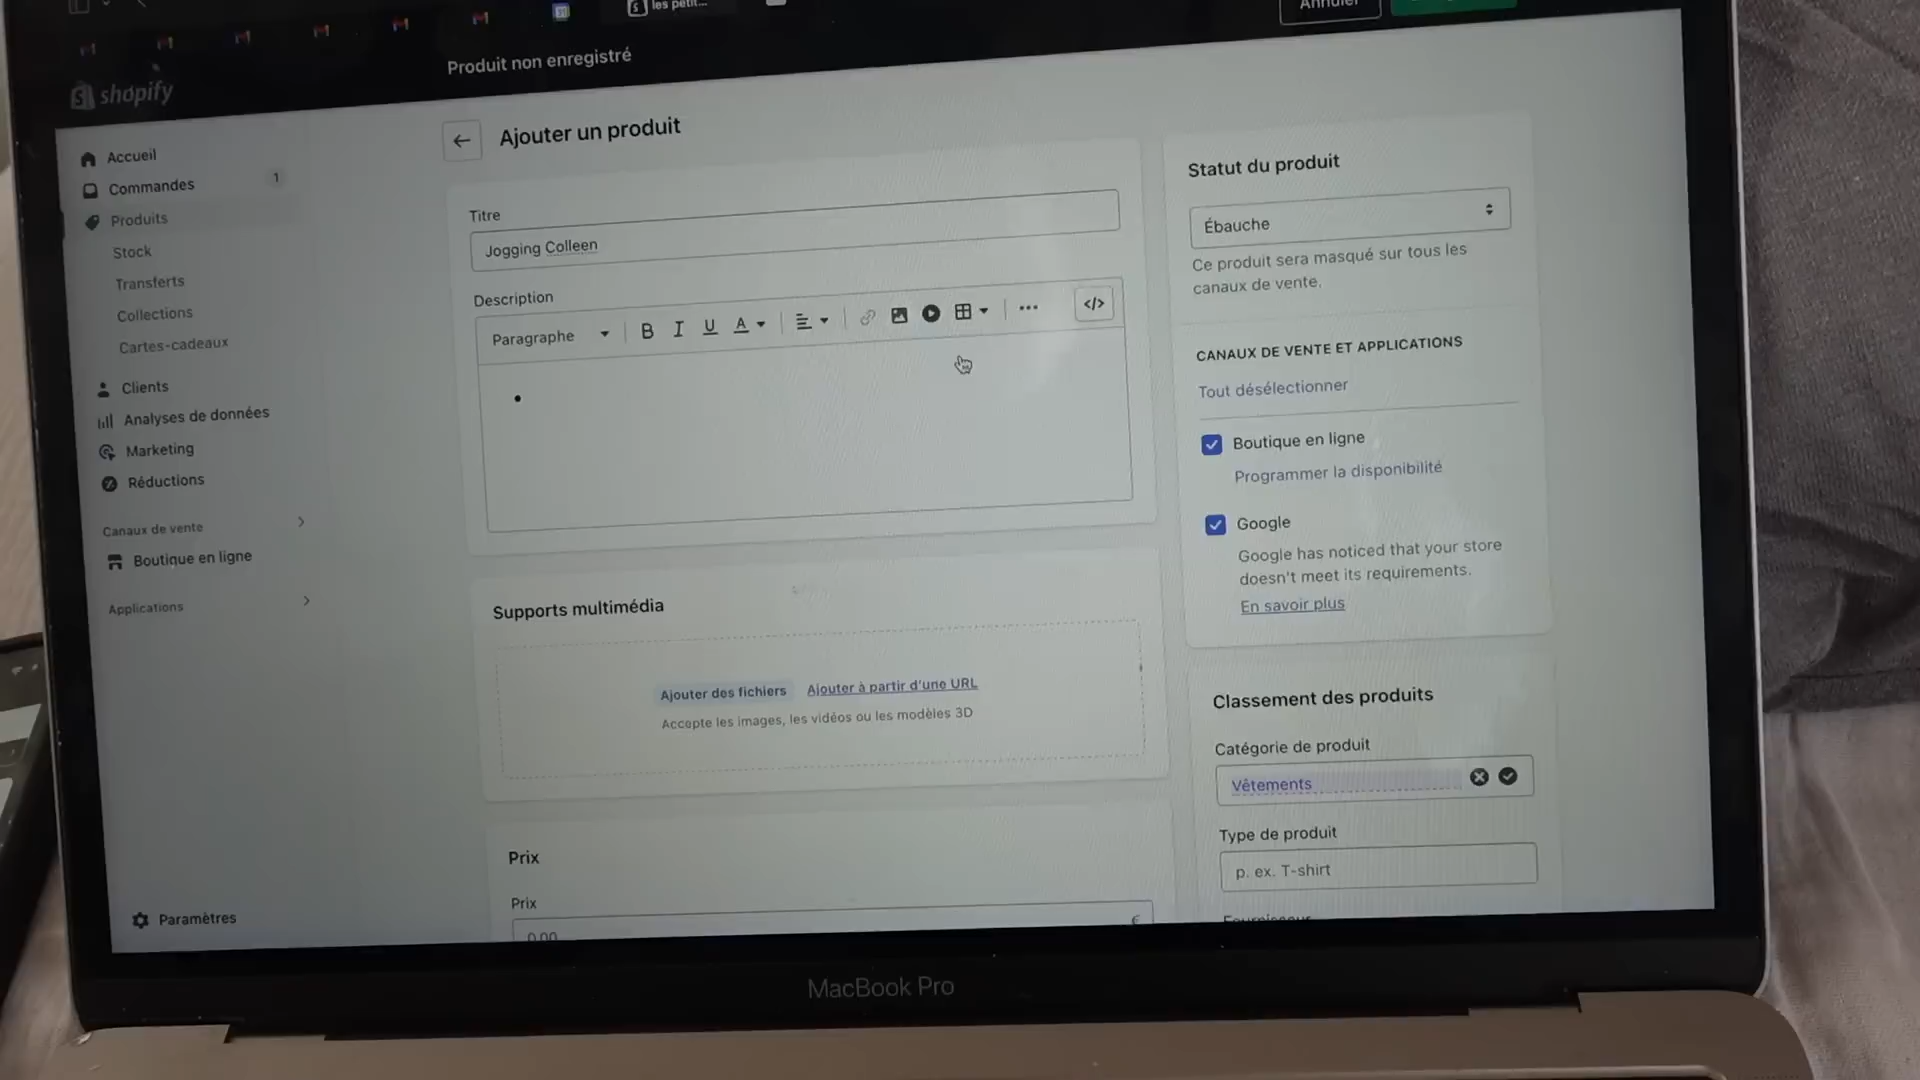 les petit...
Annuler
Produit non enregistré
shopify
Ajouter un produit
Accueil
Commandes
1
Produits
Stock
Transferts
Collections
Cartes-cadeaux
Clients
Analyses de données
Marketing
Réductions
Canaux de vente
Boutique en ligne
Applications
Paramètres
Titre
Jogging Colleen
Description
Paragraphe
B I U A
</>
Supports multimédia
Ajouter des fichiers Ajouter à partir d'une URL
Accepte les images, les vidéos ou les modèles 3D
Prix
Prix
0,00 €
Statut du produit
Ébauche
Ce produit sera masqué sur tous les
canaux de vente.
CANAUX DE VENTE ET APPLICATIONS
Tout désélectionner
Boutique en ligne
Programmer la disponibilité
Google
Google has noticed that your store
doesn't meet its requirements.
En savoir plus
Classement des produits
Catégorie de produit
Vêtements
Type de produit
p. ex. T-shirt
Fournisseur
MacBook Pro